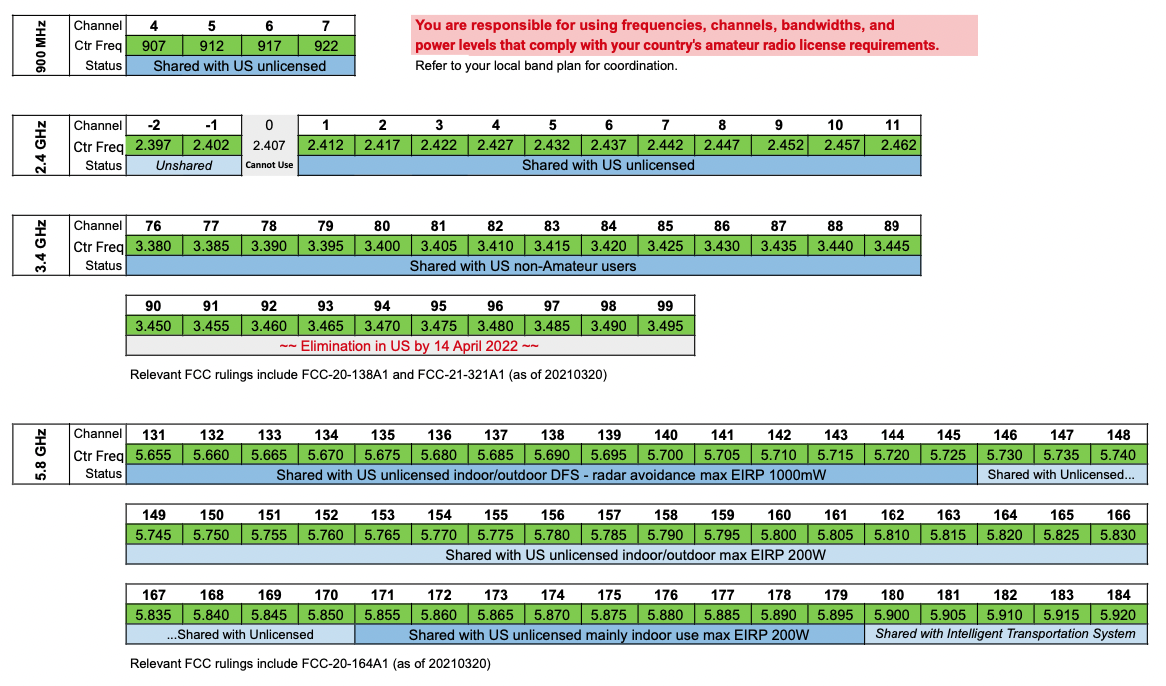 900 MHz
Channel 4 5 6 7
Ctr Freq 907 912 917 922
Status Shared with US unlicensed
You are responsible for using frequencies, channels, bandwidths, and
power levels that comply with your country's amateur radio license requirements.
Refer to your local band plan for coordination.
2.4 GHz
Channel -2 -1 0 1 2 3 4 5 6 7 8 9 10 11
Ctr Freq 2.397 2.402 2.407 2.412 2.417 2.422 2.427 2.432 2.437 2.442 2.447 2.452 2.457 2.462
Status Unshared Cannot Use Shared with US unlicensed
3.4 GHz
Channel 76 77 78 79 80 81 82 83 84 85 86 87 88 89
Ctr Freq 3.380 3.385 3.390 3.395 3.400 3.405 3.410 3.415 3.420 3.425 3.430 3.435 3.440 3.445
Status Shared with US non-Amateur users
90 91 92 93 94 95 96 97 98 99
3.450 3.455 3.460 3.465 3.470 3.475 3.480 3.485 3.490 3.495
~~ Elimination in US by 14 April 2022 ~~
Relevant FCC rulings include FCC-20-138A1 and FCC-21-321A1 (as of 20210320)
5.8 GHz
Channel 131 132 133 134 135 136 137 138 139 140 141 142 143 144 145 146 147 148
Ctr Freq 5.655 5.660 5.665 5.670 5.675 5.680 5.685 5.690 5.695 5.700 5.705 5.710 5.715 5.720 5.725 5.730 5.735 5.740
Status Shared with US unlicensed indoor/outdoor DFS - radar avoidance max EIRP 1000mW Shared with Unlicensed...
149 150 151 152 153 154 155 156 157 158 159 160 161 162 163 164 165 166
5.745 5.750 5.755 5.760 5.765 5.770 5.775 5.780 5.785 5.790 5.795 5.800 5.805 5.810 5.815 5.820 5.825 5.830
Shared with US unlicensed indoor/outdoor max EIRP 200W
167 168 169 170 171 172 173 174 175 176 177 178 179 180 181 182 183 184
5.835 5.840 5.845 5.850 5.855 5.860 5.865 5.870 5.875 5.880 5.885 5.890 5.895 5.900 5.905 5.910 5.915 5.920
...Shared with Unlicensed Shared with US unlicensed mainly indoor use max EIRP 200W Shared with Intelligent Transportation System
Relevant FCC rulings include FCC-20-164A1 (as of 20210320)